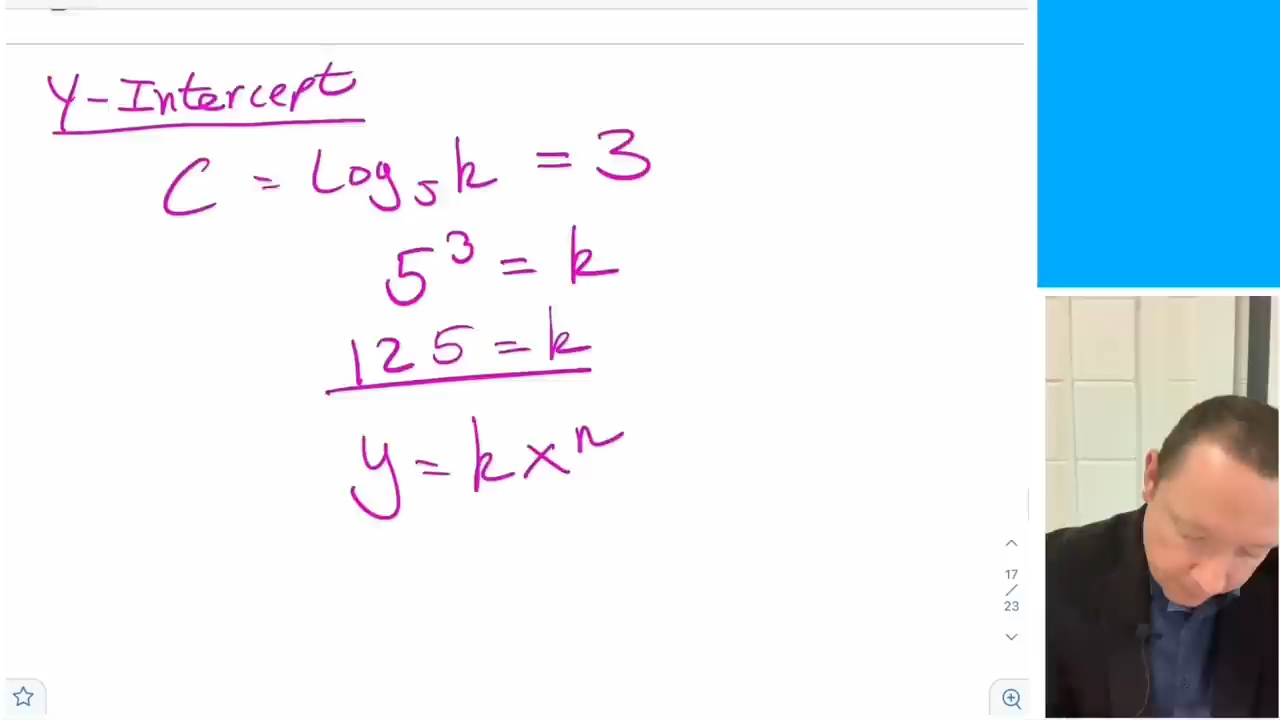 Y-Intercept
C = log₅k = 3
5³ = k
125 = k
y = kxⁿ
17
/
23